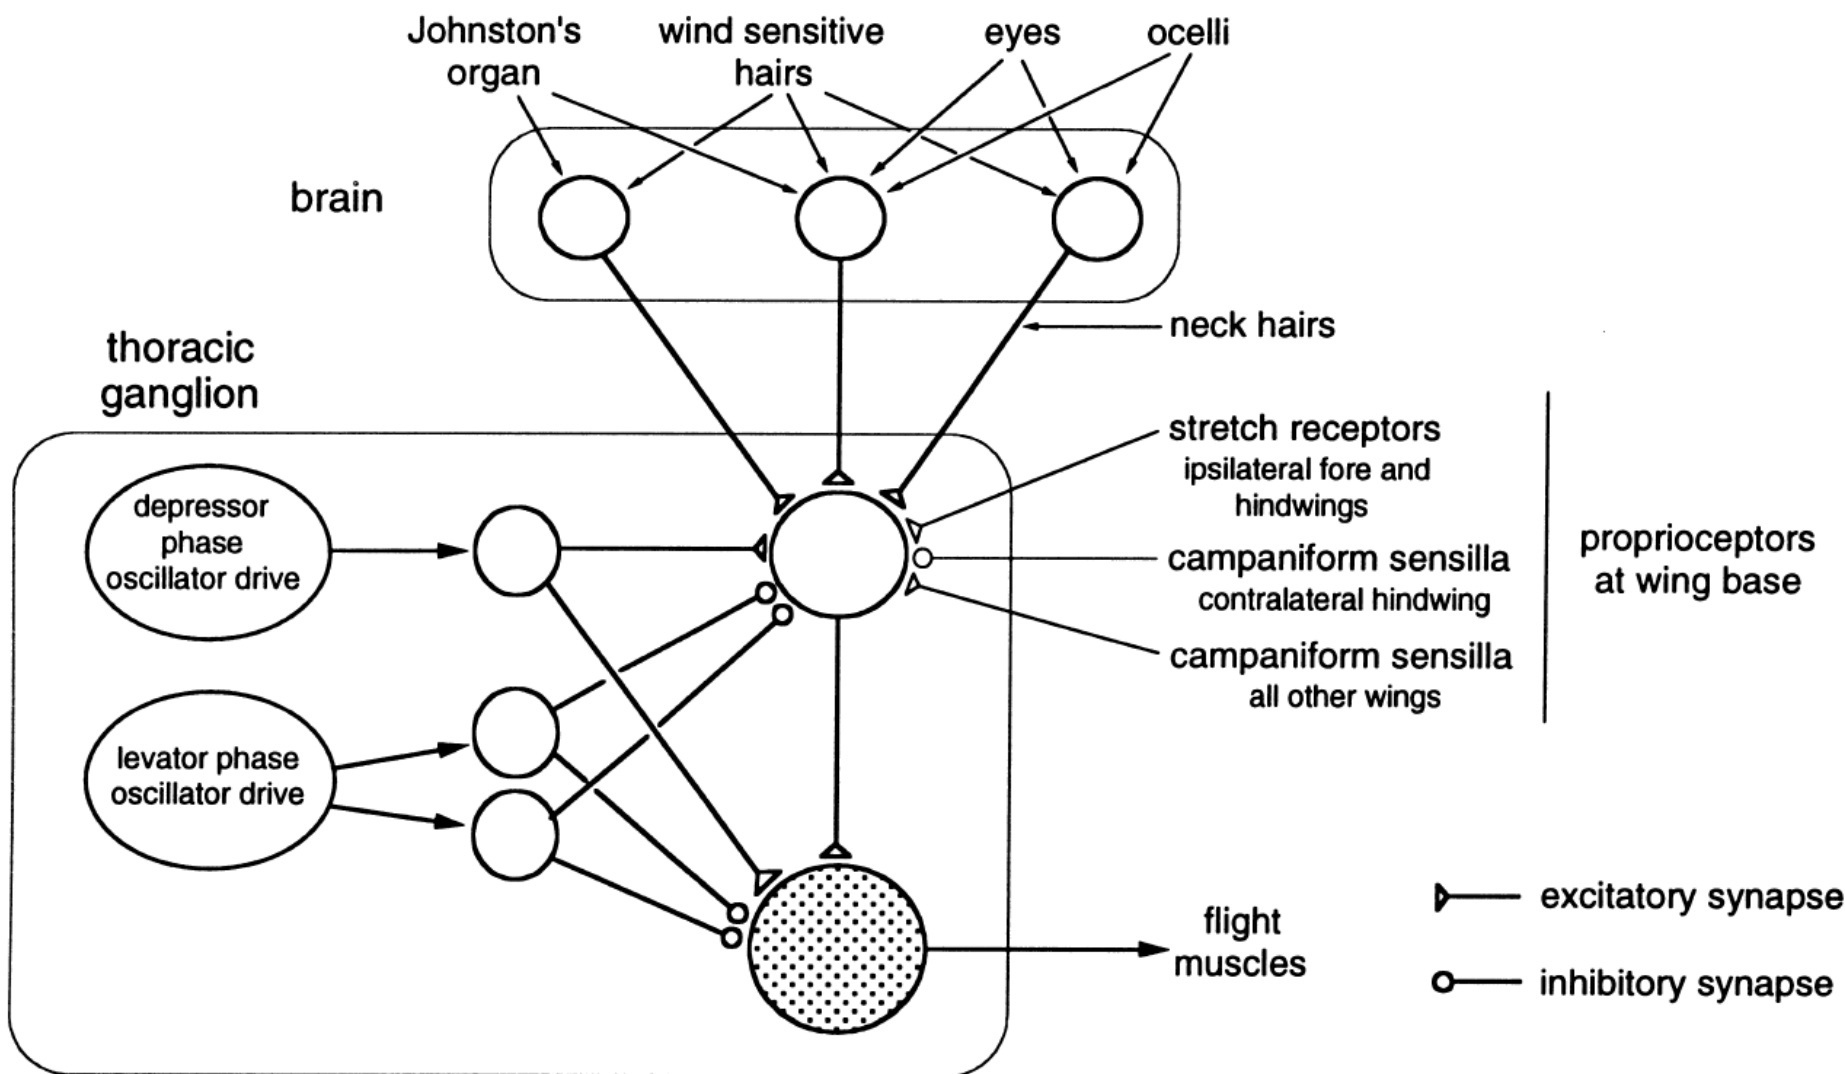 Johnston's
organ
wind sensitive
hairs
eyes
ocelli
brain
neck hairs
thoracic
ganglion
stretch receptors
ipsilateral fore and
hindwings
campaniform sensilla
contralateral hindwing
campaniform sensilla
all other wings
proprioceptors
at wing base
depressor
phase
oscillator drive
levator phase
oscillator drive
flight
muscles
excitatory synapse
inhibitory synapse